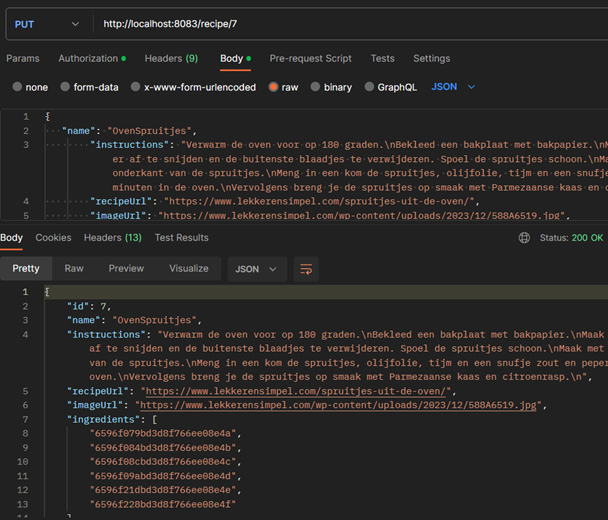 PUT http://localhost:8083/recipe/7
Params Authorization Headers (9) Body Pre-request Script Tests Settings
none form-data x-www-form-urlencoded raw binary GraphQL JSON
1 {
2 "name": "OvenSpruitjes",
3 "instructions": "Verwarm de oven voor op 180 graden.\nBekleed een bakplaat met bakpapier.\nM
er af te snijden en de buitenste blaadjes te verwijderen. Spoel de spruitjes schoon.\nMaa
onderkant van de spruitjes.\nMeng in een kom de spruitjes, olijfolie, tijm en een snufje
minuten in de oven.\nVervolgens breng je de spruitjes op smaak met Parmezaanse kaas en c
4 "recipeUrl": "https://www.lekkerensimpel.com/spruitjes-uit-de-oven/",
5 "imageUrl": "https://www.lekkerensimpel.com/wp-content/uploads/2023/12/588A6519.jpg",
Body Cookies Headers (13) Test Results Status: 200 OK
Pretty Raw Preview Visualize JSON
1 {
2 "id": 7,
3 "name": "OvenSpruitjes",
4 "instructions": "Verwarm de oven voor op 180 graden.\nBekleed een bakplaat met bakpapier.\nMaak
af te snijden en de buitenste blaadjes te verwijderen. Spoel de spruitjes schoon.\nMaak met
van de spruitjes.\nMeng in een kom de spruitjes, olijfolie, tijm en een snufje zout en peper
oven.\nVervolgens breng je de spruitjes op smaak met Parmezaanse kaas en citroenrasp.\n",
5 "recipeUrl": "https://www.lekkerensimpel.com/spruitjes-uit-de-oven/",
6 "imageUrl": "https://www.lekkerensimpel.com/wp-content/uploads/2023/12/588A6519.jpg",
7 "ingredients": [
8 "6596f079bd3d8f766ee08e4a",
9 "6596f084bd3d8f766ee08e4b",
10 "6596f08cbd3d8f766ee08e4c",
11 "6596f09abd3d8f766ee08e4d",
12 "6596f21dbd3d8f766ee08e4e",
13 "6596f228bd3d8f766ee08e4f"